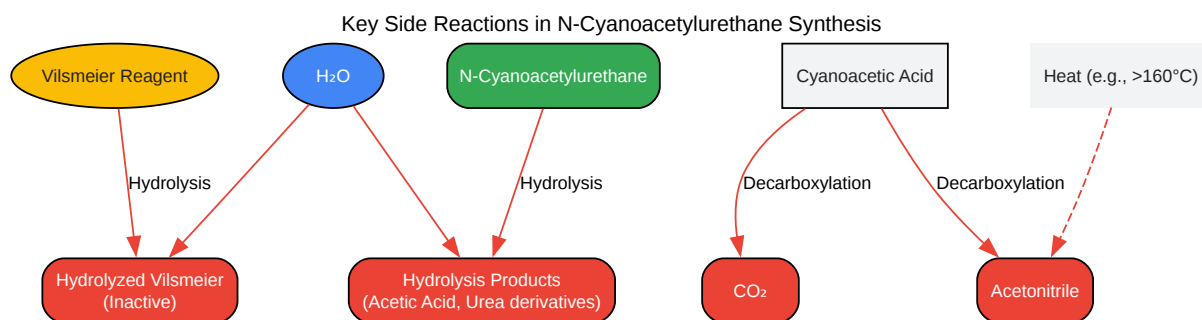 Key Side Reactions in N-Cyanoacetylurethane Synthesis
Vilsmeier Reagent
H₂O
N-Cyanoacetylurethane
Cyanoacetic Acid
Heat (e.g., >160°C)
Hydrolysis
Hydrolysis
Decarboxylation
Decarboxylation
Hydrolyzed Vilsmeier
(Inactive)
Hydrolysis Products
(Acetic Acid, Urea derivatives)
CO₂
Acetonitrile